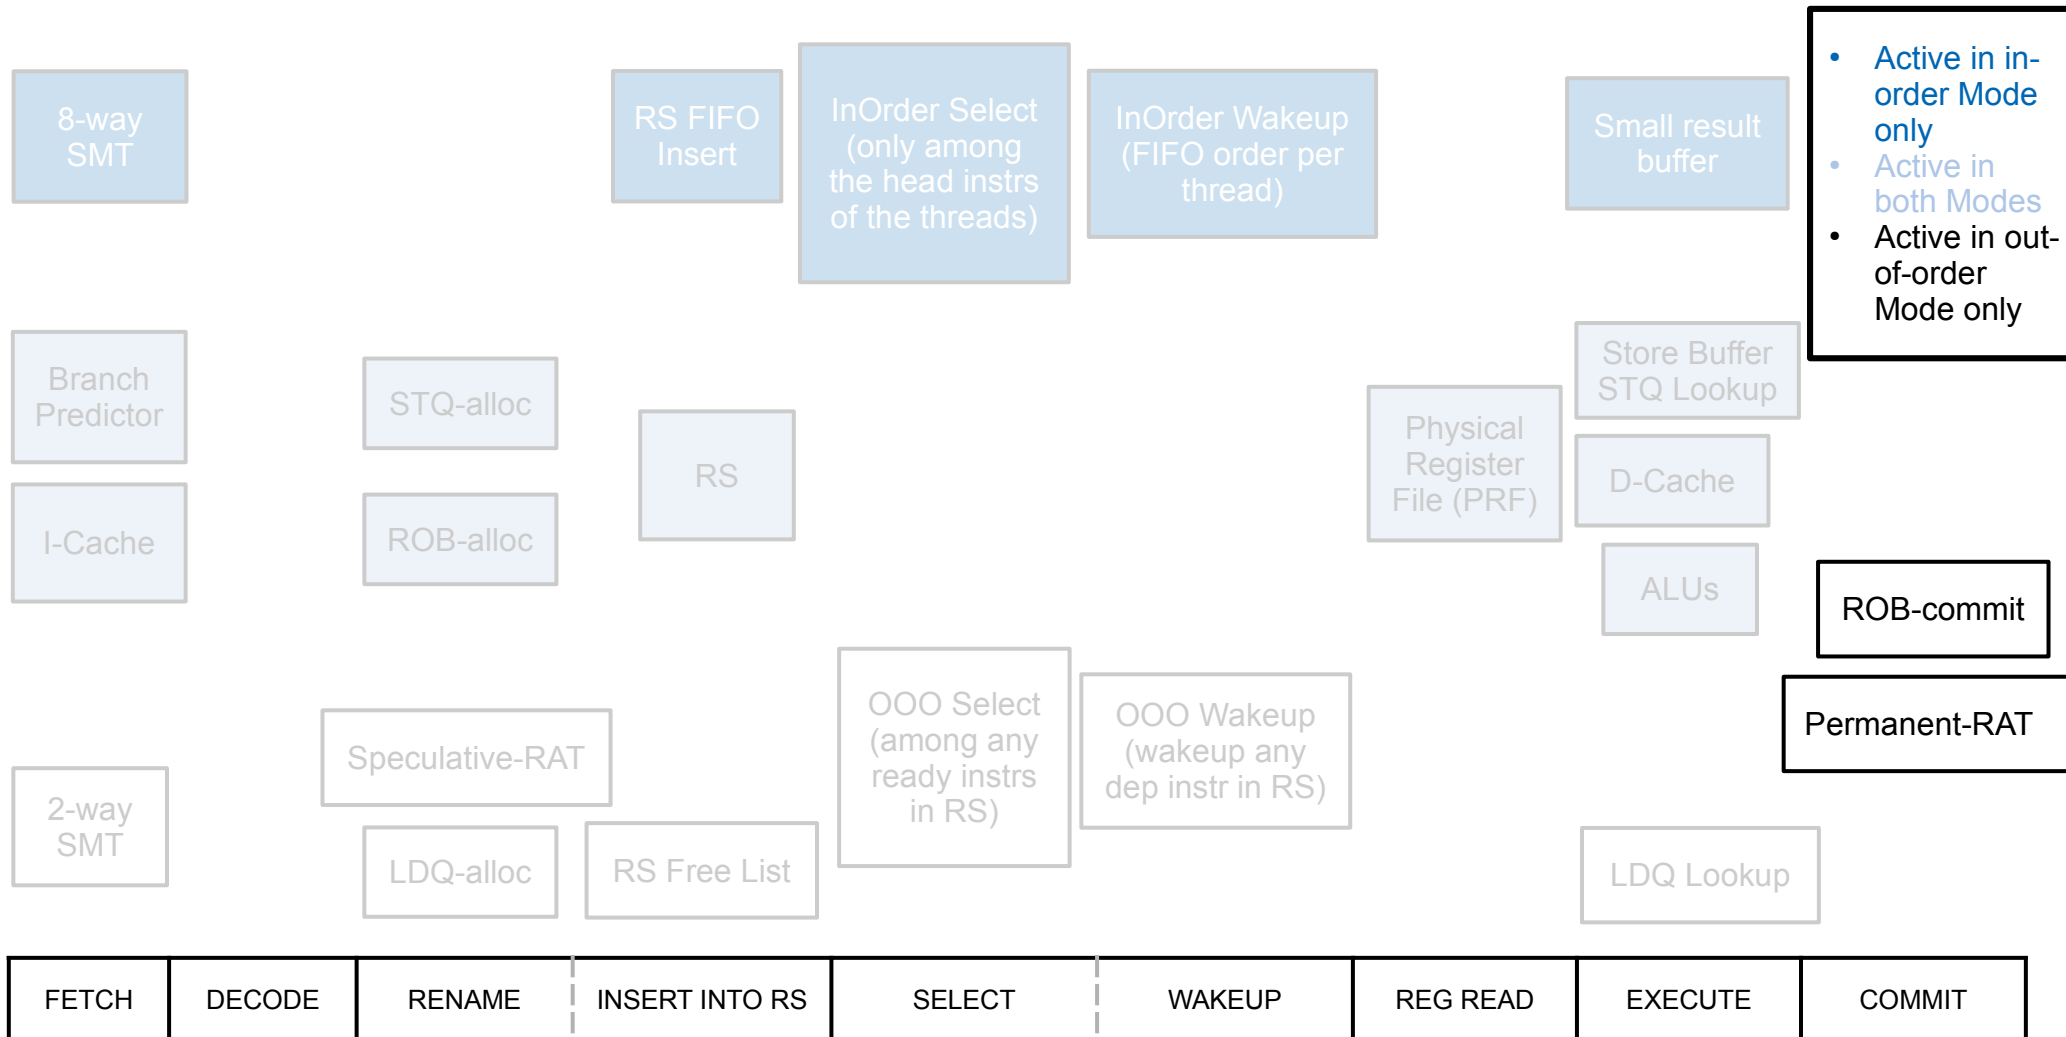 8-way
SMT
RS FIFO
Insert
InOrder Select
(only among
the head instrs
of the threads)
InOrder Wakeup
(FIFO order per
thread)
Small result
buffer
• Active in in-
order Mode
only
• Active in
both Modes
• Active in out-
of-order
Mode only
Branch
Predictor
I-Cache
STQ-alloc
ROB-alloc
RS
Physical
Register
File (PRF)
Store Buffer
STQ Lookup
D-Cache
ALUs
ROB-commit
Permanent-RAT
2-way
SMT
Speculative-RAT
LDQ-alloc
RS Free List
OOO Select
(among any
ready instrs
in RS)
OOO Wakeup
(wakeup any
dep instr in RS)
LDQ Lookup
FETCH
DECODE
RENAME
INSERT INTO RS
SELECT
WAKEUP
REG READ
EXECUTE
COMMIT